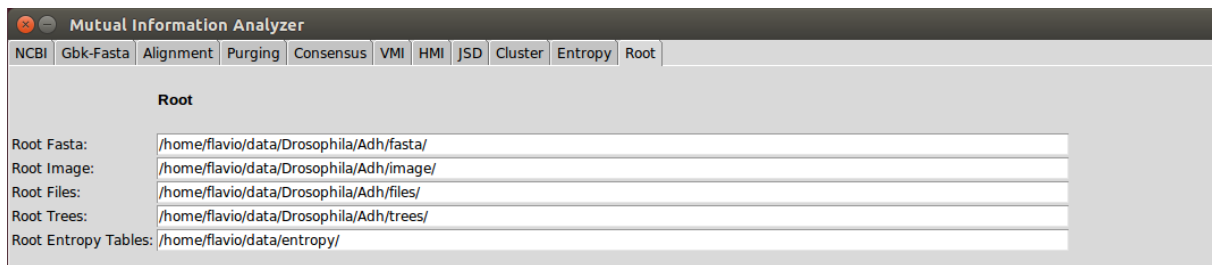 Mutual Information Analyzer
NCBI Gbk-Fasta Alignment Purging Consensus VMI HMI JSD Cluster Entropy Root
Root
Root Fasta: /home/flavio/data/Drosophila/Adh/fasta/
Root Image: /home/flavio/data/Drosophila/Adh/image/
Root Files: /home/flavio/data/Drosophila/Adh/files/
Root Trees: /home/flavio/data/Drosophila/Adh/trees/
Root Entropy Tables: /home/flavio/data/entropy/